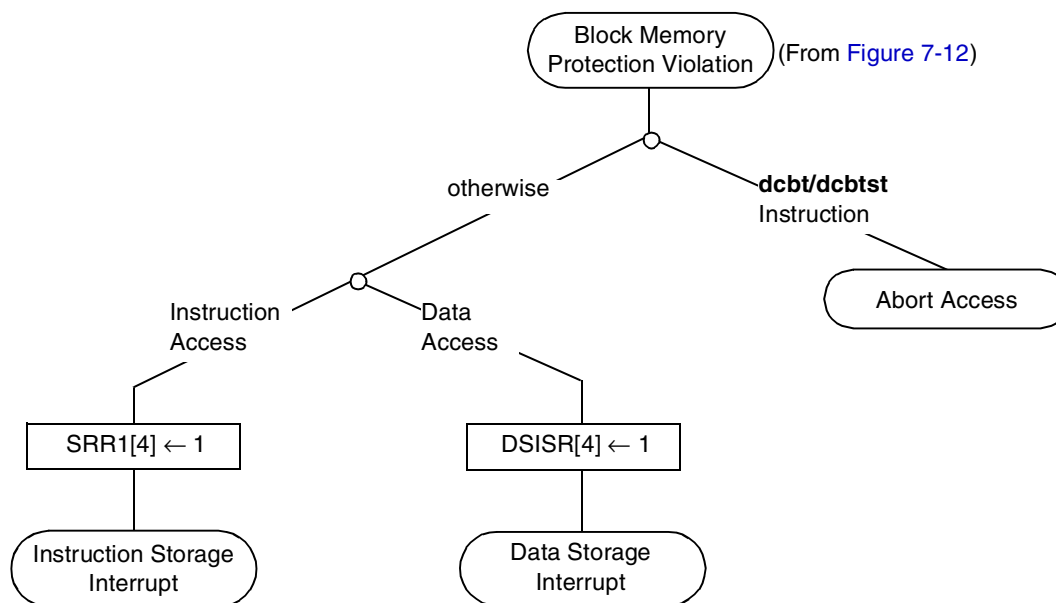 Block Memory
Protection Violation
(From Figure 7-12)
otherwise
dcbt/dcbtst
Instruction
Abort Access
Instruction
Access
Data
Access
SRR1[4] ← 1
DSISR[4] ← 1
Instruction Storage
Interrupt
Data Storage
Interrupt